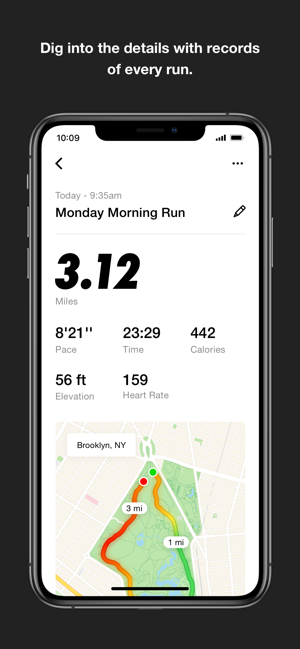 Dig into the details with records
of every run.
10:09
Today - 9:35am
Monday Morning Run
3.12
Miles
8'21'' 23:29 442
Pace Time Calories
56 ft 159
Elevation Heart Rate
Brooklyn, NY
3 mi
1 mi